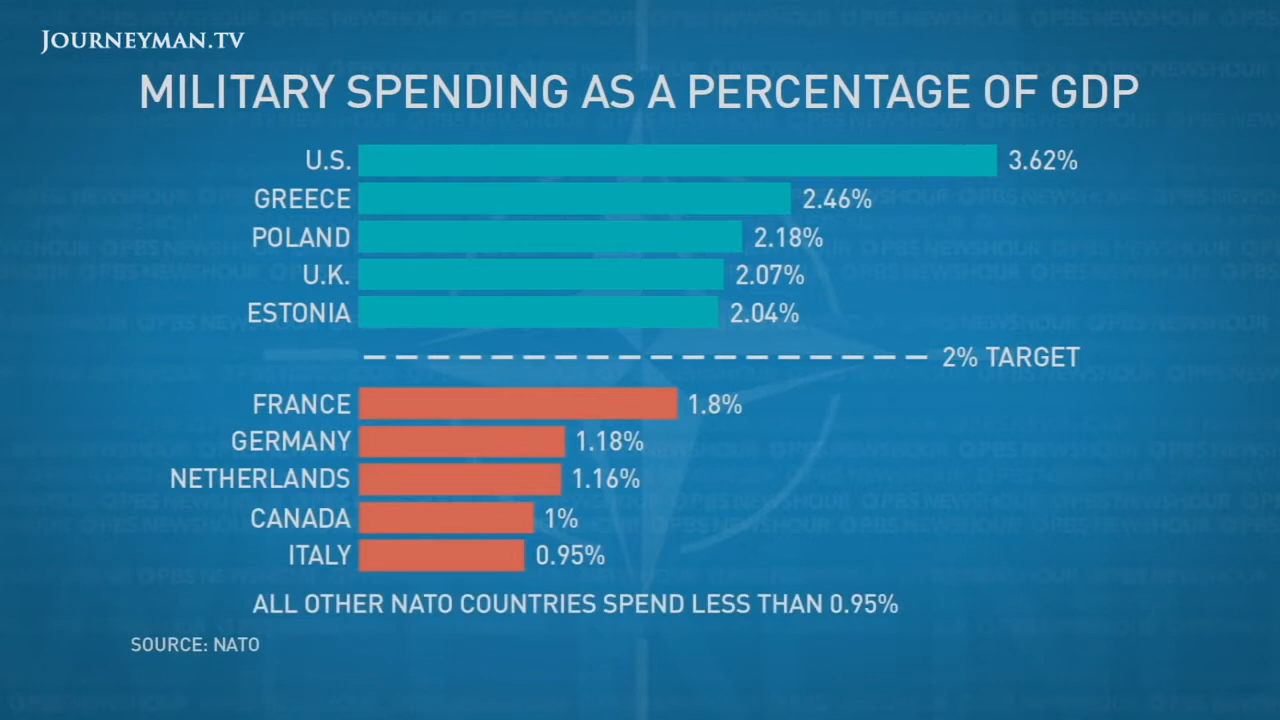 JOURNEYMAN.TV
MILITARY SPENDING AS A PERCENTAGE OF GDP
U.S. 3.62%
GREECE 2.46%
POLAND 2.18%
U.K. 2.07%
ESTONIA 2.04%
2% TARGET
FRANCE 1.8%
GERMANY 1.18%
NETHERLANDS 1.16%
CANADA 1%
ITALY 0.95%
ALL OTHER NATO COUNTRIES SPEND LESS THAN 0.95%
SOURCE: NATO